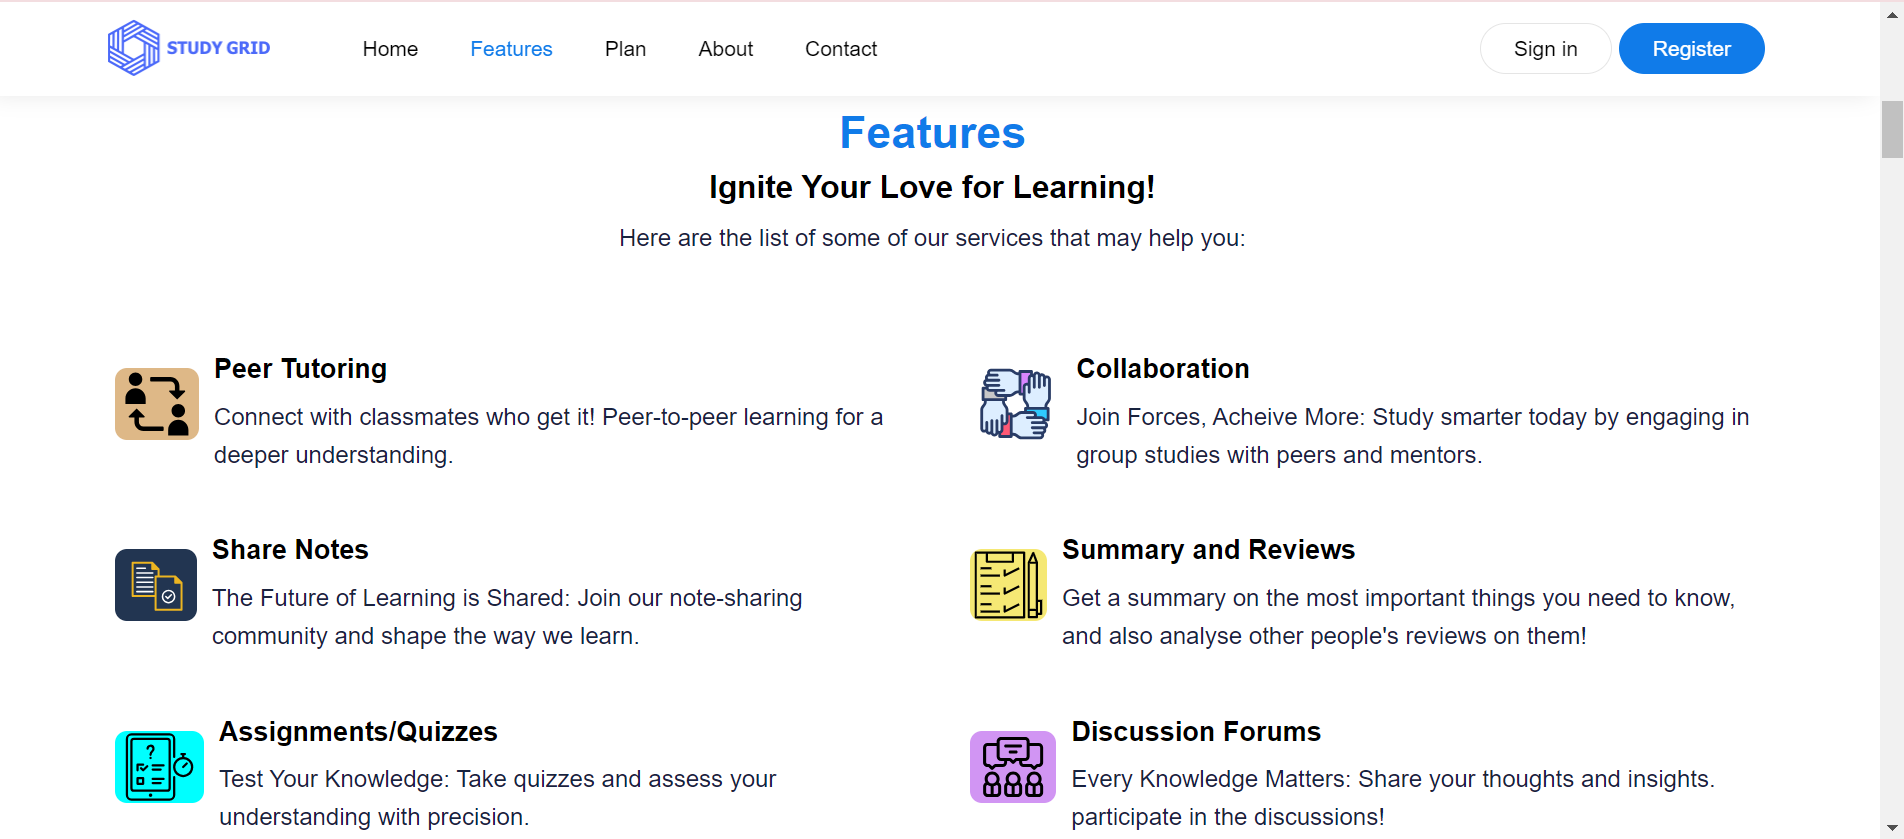 STUDY GRID
Home
Features
Plan
About
Contact
Sign in
Register
Features
Ignite Your Love for Learning!
Here are the list of some of our services that may help you:
Peer Tutoring
Connect with classmates who get it! Peer-to-peer learning for a
deeper understanding.
Collaboration
Join Forces, Acheive More: Study smarter today by engaging in
group studies with peers and mentors.
Share Notes
The Future of Learning is Shared: Join our note-sharing
community and shape the way we learn.
Summary and Reviews
Get a summary on the most important things you need to know,
and also analyse other people's reviews on them!
Assignments/Quizzes
Test Your Knowledge: Take quizzes and assess your
understanding with precision.
Discussion Forums
Every Knowledge Matters: Share your thoughts and insights.
participate in the discussions!